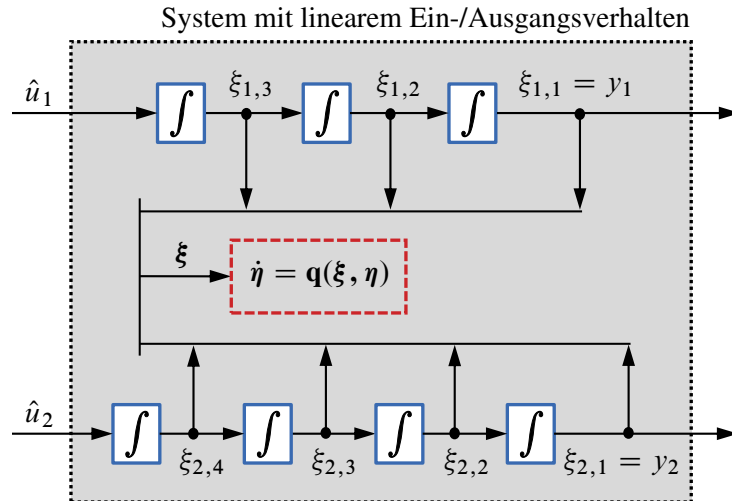 System mit linearem Ein-/Ausgangsverhalten
û₁ ∫ ξ₁,₃ ∫ ξ₁,₂ ∫ ξ₁,₁ = y₁
ξ η̇ = q(ξ, η)
û₂ ∫ ξ₂,₄ ∫ ξ₂,₃ ∫ ξ₂,₂ ∫ ξ₂,₁ = y₂